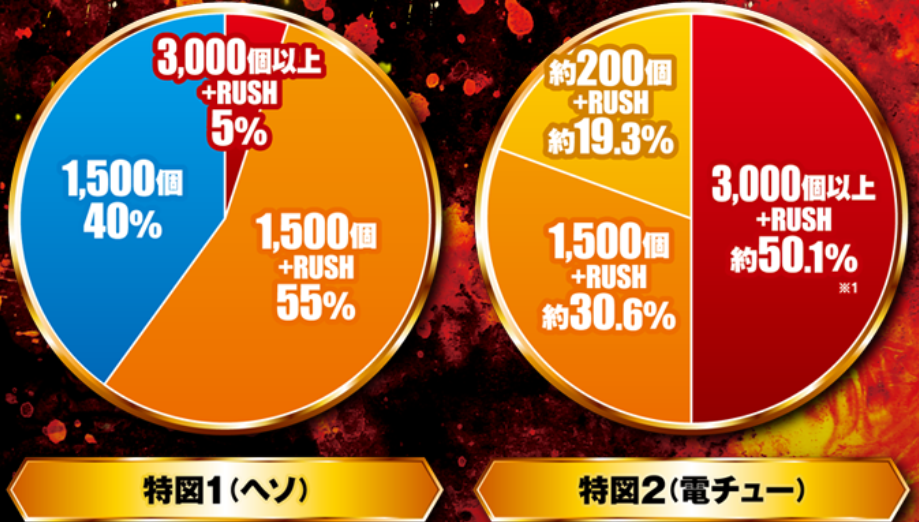 3,000個以上
+RUSH
5%
1,500個
40%
1,500個
+RUSH
55%
特図1(ヘソ)
約200個
+RUSH
約19.3%
3,000個以上
+RUSH
約50.1%
※1
1,500個
+RUSH
約30.6%
特図2(電チュー)